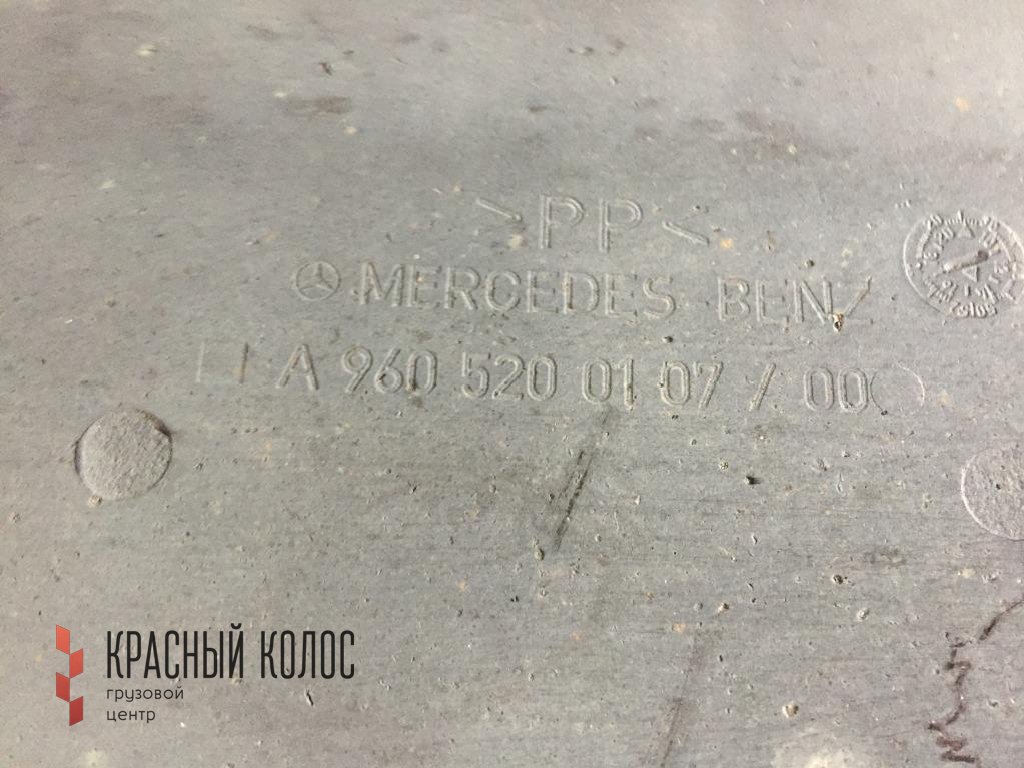 >PP<
MERCEDES-BENZ
A 960 520 01 07 / 00
КРАСНЫЙ КОЛОС
грузовой
центр